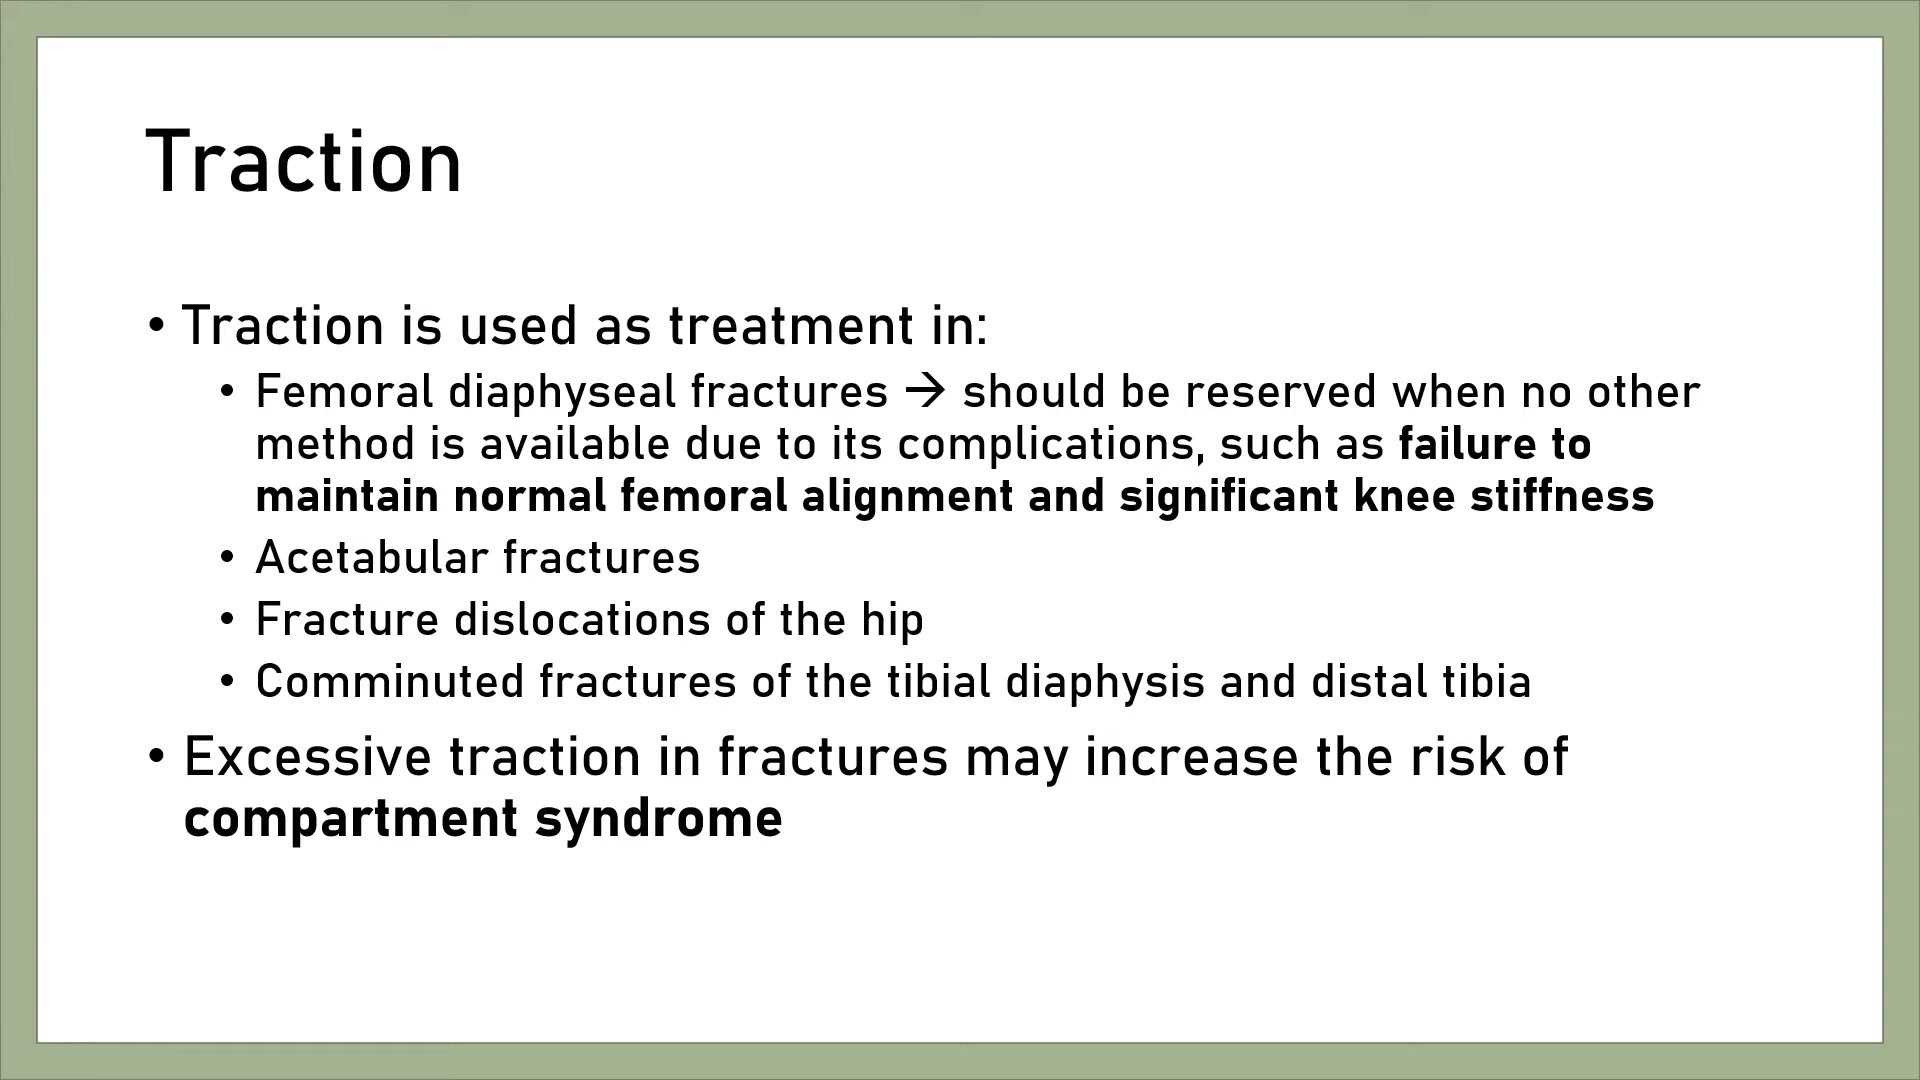 Traction
• Traction is used as treatment in:
• Femoral diaphyseal fractures → should be reserved when no other
method is available due to its complications, such as failure to
maintain normal femoral alignment and significant knee stiffness
• Acetabular fractures
• Fracture dislocations of the hip
• Comminuted fractures of the tibial diaphysis and distal tibia
• Excessive traction in fractures may increase the risk of
compartment syndrome